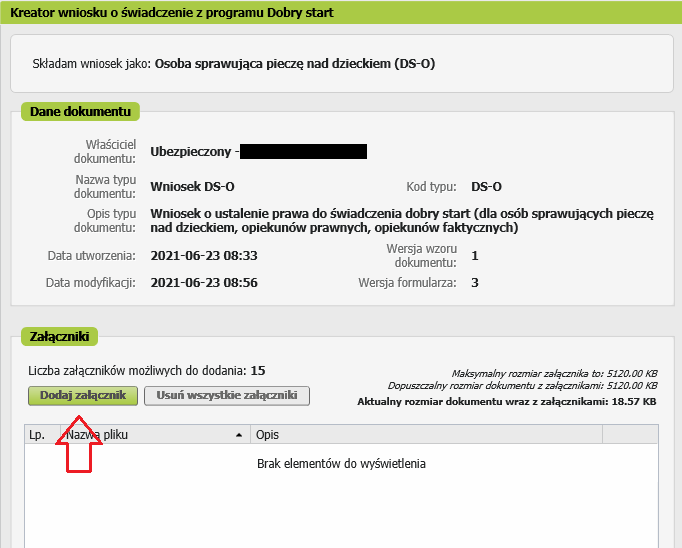 Kreator wniosku o świadczenie z programu Dobry start
Składam wniosek jako: Osoba sprawująca pieczę nad dzieckiem (DS-O)
Dane dokumentu
Właściciel
dokumentu:
Ubezpieczony -
Nazwa typu
dokumentu:
Wniosek DS-O
Kod typu: DS-O
Opis typu
dokumentu:
Wniosek o ustalenie prawa do świadczenia dobry start (dla osób sprawujących pieczę
nad dzieckiem, opiekunów prawnych, opiekunów faktycznych)
Data utworzenia: 2021-06-23 08:33
Wersja wzoru
dokumentu:
1
Data modyfikacji: 2021-06-23 08:56
Wersja formularza: 3
Załączniki
Liczba załączników możliwych do dodania: 15
Maksymalny rozmiar załącznika to: 5120.00 KB
Dopuszczalny rozmiar dokumentu z załącznikami: 5120.00 KB
Aktualny rozmiar dokumentu wraz z załącznikami: 18.57 KB
Dodaj załącznik
Usuń wszystkie załączniki
Lp. Nazwa pliku Opis
Brak elementów do wyświetlenia